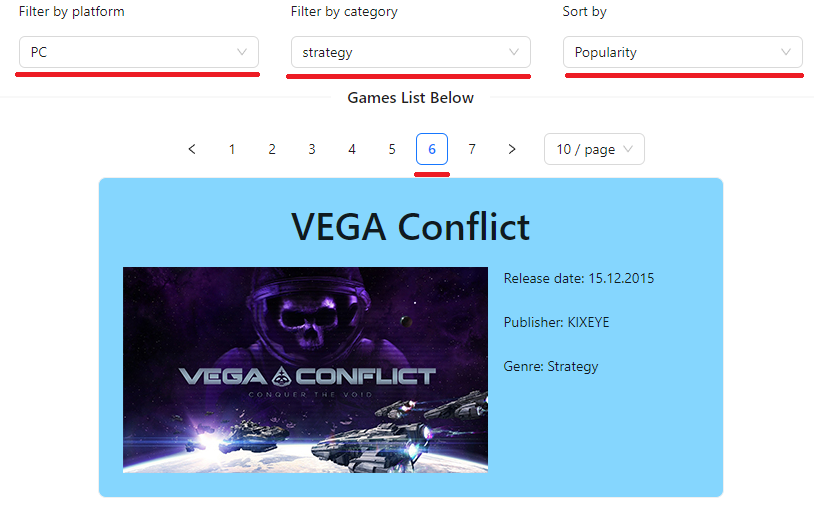 Filter by platform
Filter by category
Sort by
PC
strategy
Popularity
Games List Below
1 2 3 4 5 6 7
10 / page
VEGA Conflict
Release date: 15.12.2015
Publisher: KIXEYE
Genre: Strategy
VEGA CONFLICT
CONQUER THE VOID